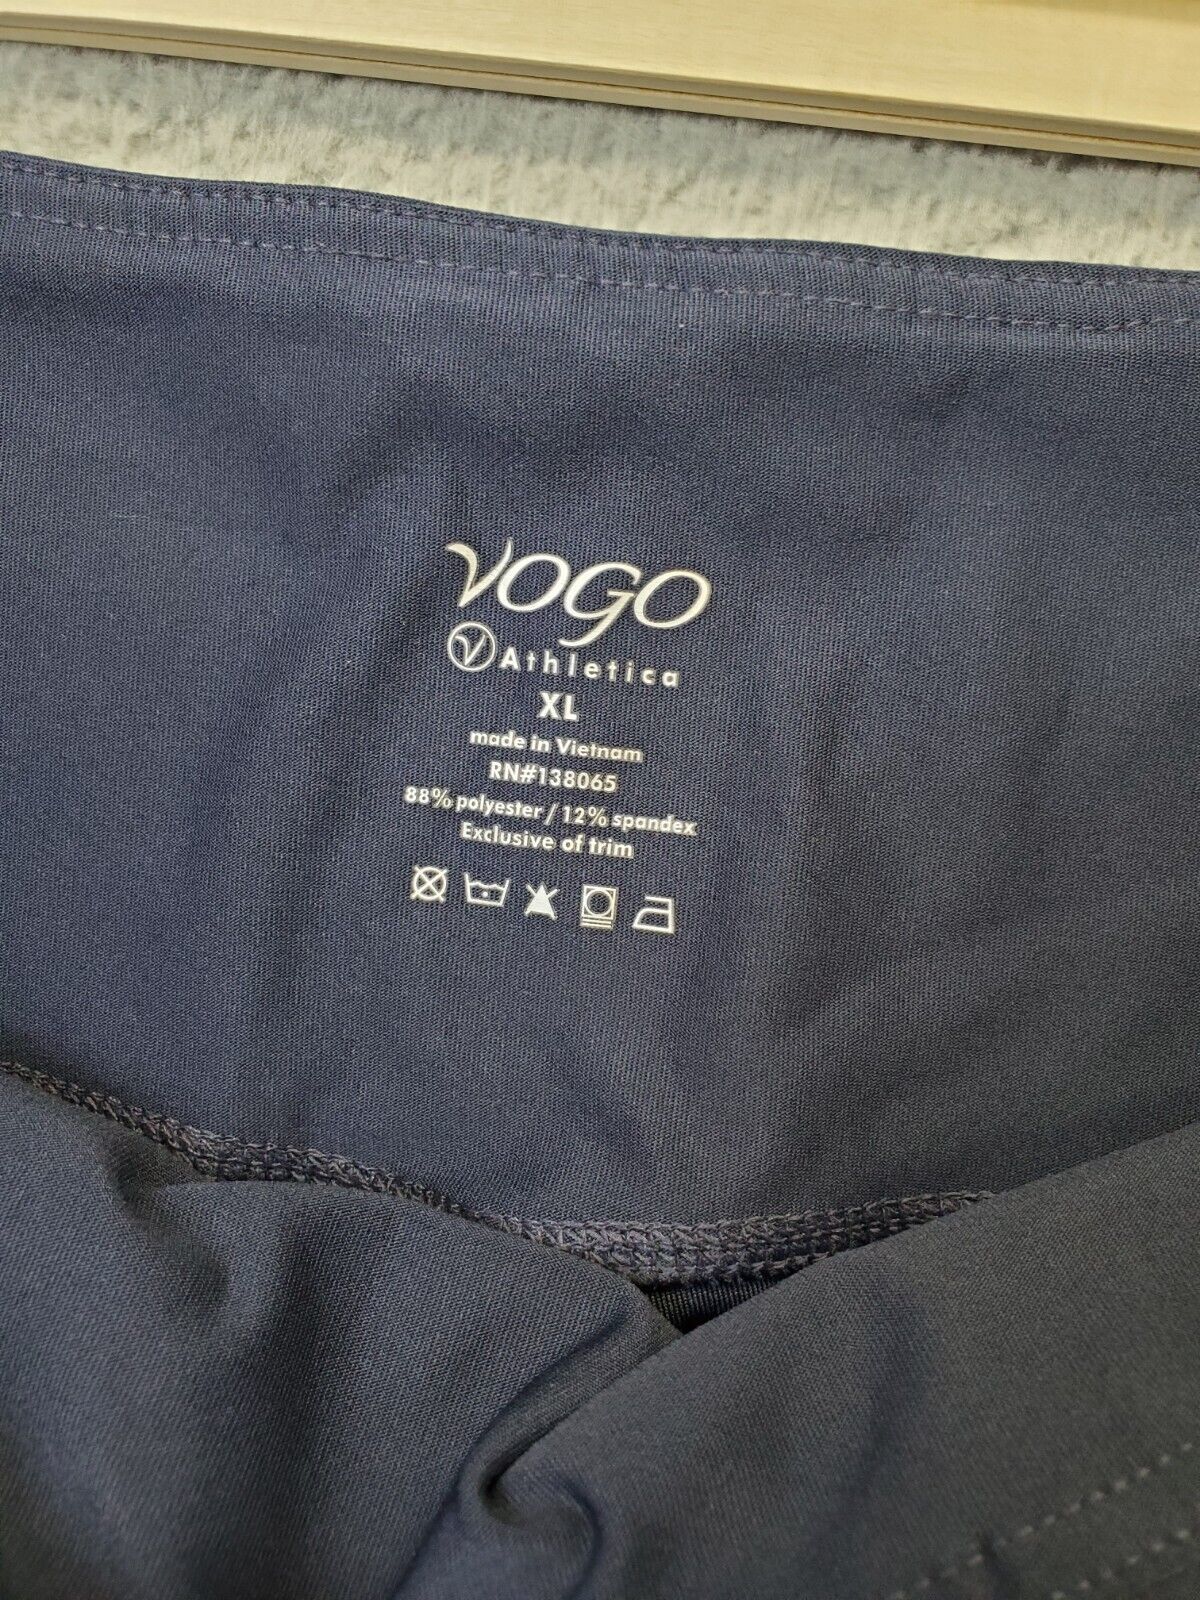 VOGO
V Athletica
XL
made in Vietnam
RN#138065
88% polyester / 12% spandex
Exclusive of trim